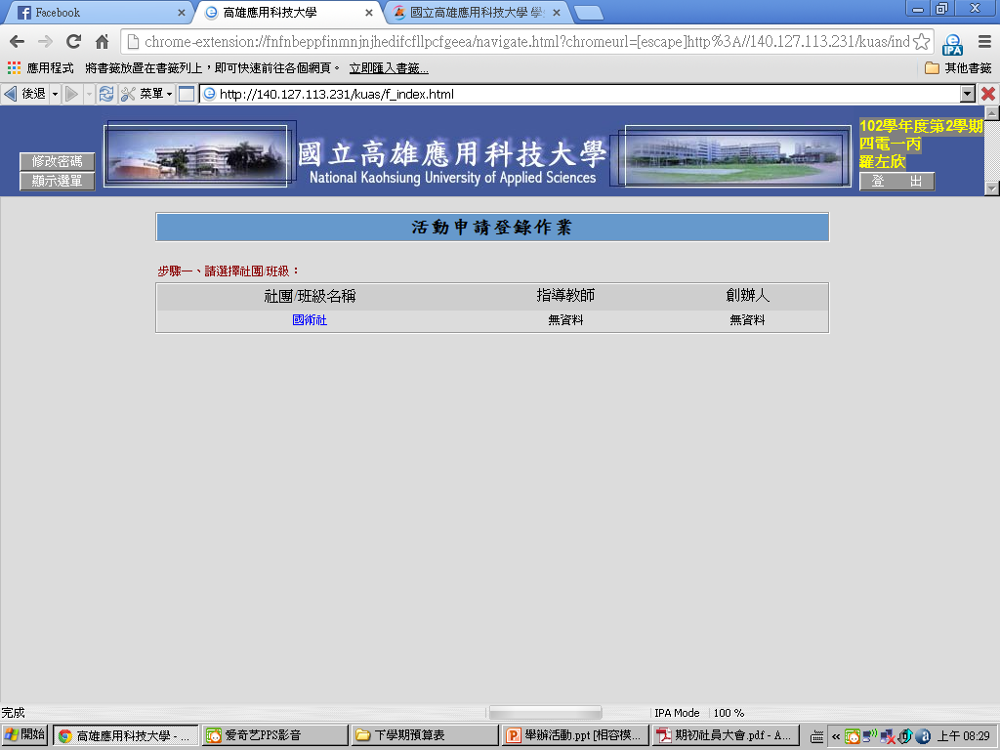 Facebook
高雄應用科技大學
國立高雄應用科技大學 學
chrome-extension://fnfnbeppfinmnjnjhedifcfllpcfgeea/navigate.html?chromeurl=[escape]http%3A//140.127.113.231/kuas/ind
IPA
應用程式
將書籤放置在書籤列上，即可快速前往各個網頁。
立即匯入書籤...
其他書籤
後退
菜單
http://140.127.113.231/kuas/f_index.html
修改密碼
顯示選單
國立高雄應用科技大學
National Kaohsiung University of Applied Sciences
102學年度第2學期
四電一丙
羅左欣
登 出
活動申請登錄作業
步驟一、請選擇社團/班級：
社團/班級名稱 指導教師 創辦人
國術社 無資料 無資料
完成
IPA Mode
100 %
開始
高雄應用科技大學 - ...
爱奇艺PPS影音
下學期預算表
舉辦活動.ppt [相容模...
期初社員大會.pdf - A...
上午 08:29